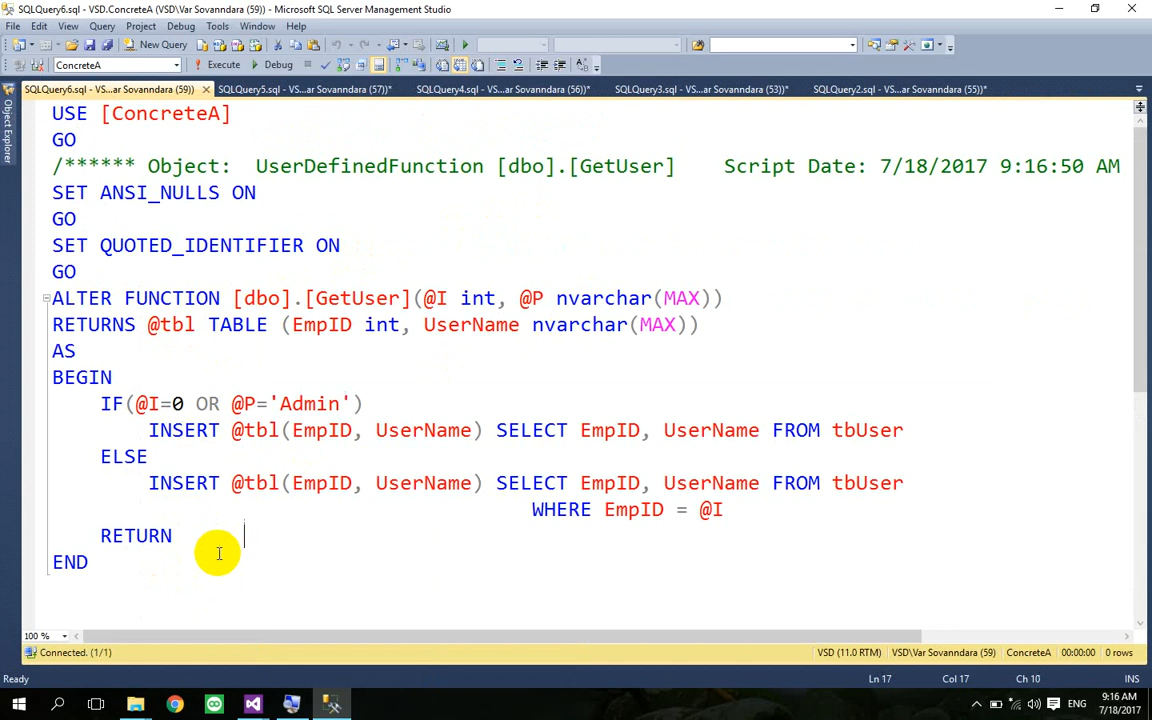 SQLQuery6.sql - VSD.ConcreteA (VSD\Var Sovanndara (59)) - Microsoft SQL Server Management Studio
File Edit View Query Project Debug Tools Window Help
New Query
ConcreteA Execute Debug
SQLQuery6.sql - VS...ar Sovanndara (59)) SQLQuery5.sql - VS...ar Sovanndara (57))* SQLQuery4.sql - VS...ar Sovanndara (56))* SQLQuery3.sql - VS...ar Sovanndara (53))* SQLQuery2.sql - VS...ar Sovanndara (55))*
Object Explorer
USE [ConcreteA]
GO
/****** Object: UserDefinedFunction [dbo].[GetUser] Script Date: 7/18/2017 9:16:50 AM
SET ANSI_NULLS ON
GO
SET QUOTED_IDENTIFIER ON
GO
ALTER FUNCTION [dbo].[GetUser](@I int, @P nvarchar(MAX))
RETURNS @tbl TABLE (EmpID int, UserName nvarchar(MAX))
AS
BEGIN
IF(@I=0 OR @P='Admin')
INSERT @tbl(EmpID, UserName) SELECT EmpID, UserName FROM tbUser
ELSE
INSERT @tbl(EmpID, UserName) SELECT EmpID, UserName FROM tbUser
WHERE EmpID = @I
RETURN
END
100 %
Connected. (1/1) VSD (11.0 RTM) VSD\Var Sovanndara (59) ConcreteA 00:00:00 0 rows
Ready Ln 17 Col 17 Ch 10 INS
ENG 9:16 AM
7/18/2017